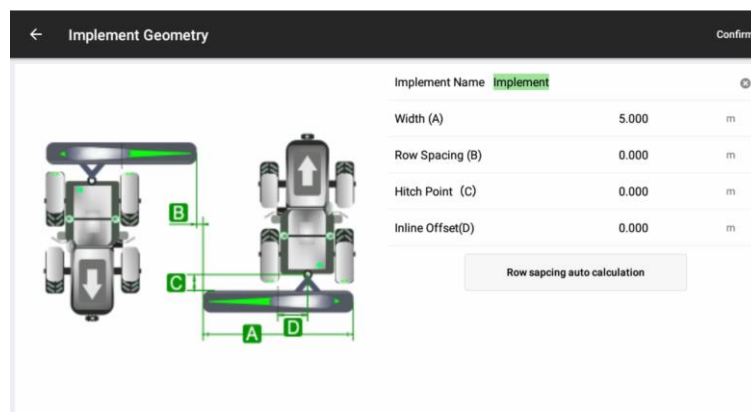 Implement Geometry
Confirm
Implement Name Implement
Width (A) 5.000 m
Row Spacing (B) 0.000 m
Hitch Point (C) 0.000 m
Inline Offset(D) 0.000 m
Row sapcing auto calculation
B
C
D
A